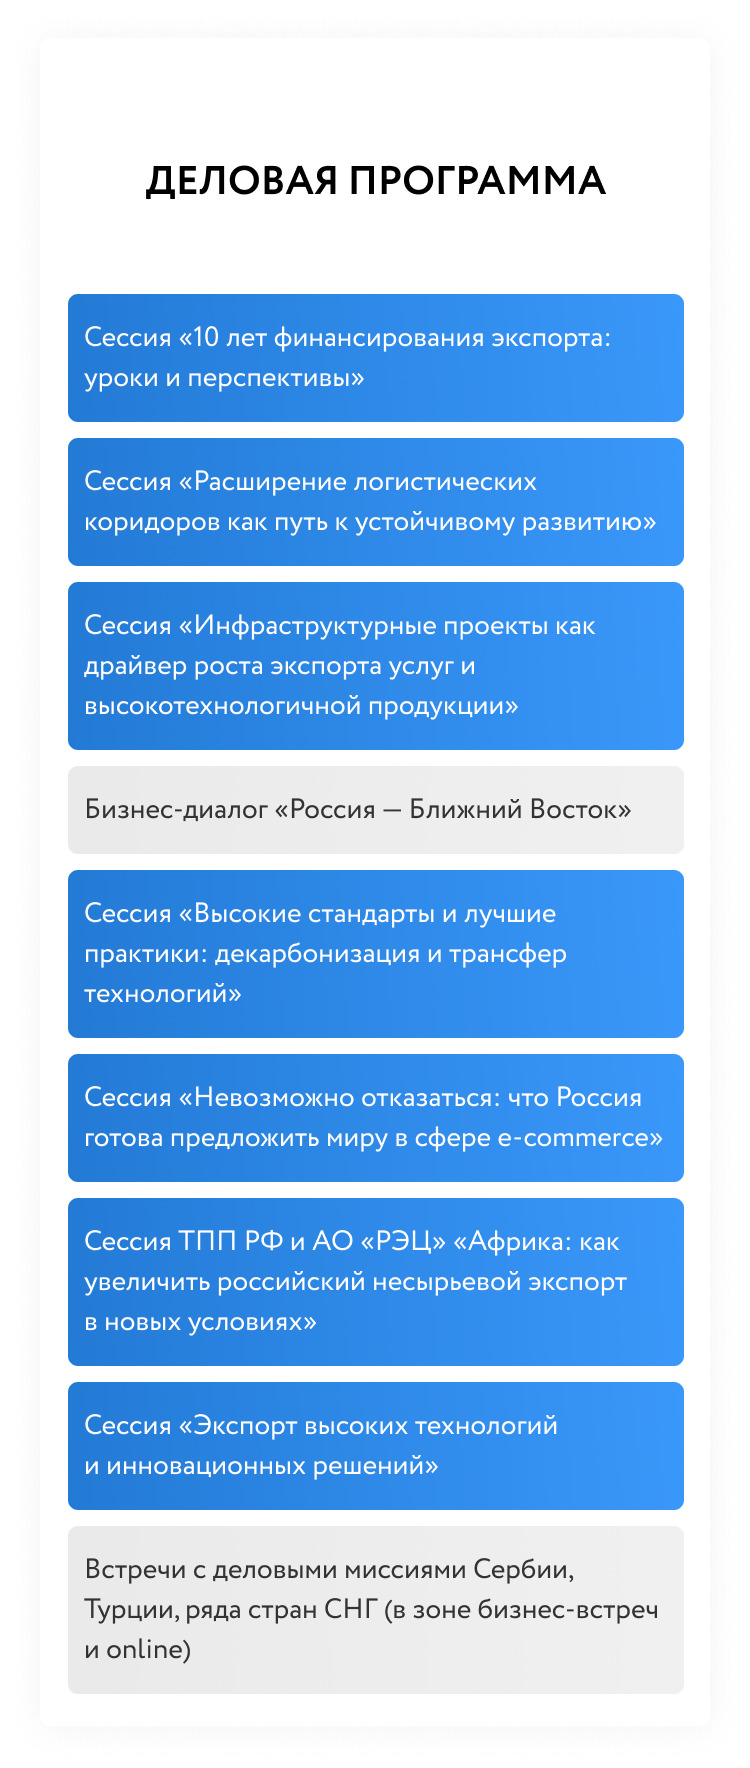 ДЕЛОВАЯ ПРОГРАММА
Сессия «10 лет финансирования экспорта:
уроки и перспективы»
Сессия «Расширение логистических
коридоров как путь к устойчивому развитию»
Сессия «Инфраструктурные проекты как
драйвер роста экспорта услуг и
высокотехнологичной продукции»
Бизнес-диалог «Россия — Ближний Восток»
Сессия «Высокие стандарты и лучшие
практики: декарбонизация и трансфер
технологий»
Сессия «Невозможно отказаться: что Россия
готова предложить миру в сфере e-commerce»
Сессия ТПП РФ и АО «РЭЦ» «Африка: как
увеличить российский несырьевой экспорт
в новых условиях»
Сессия «Экспорт высоких технологий
и инновационных решений»
Встречи с деловыми миссиями Сербии,
Турции, ряда стран СНГ (в зоне бизнес-встреч
и online)